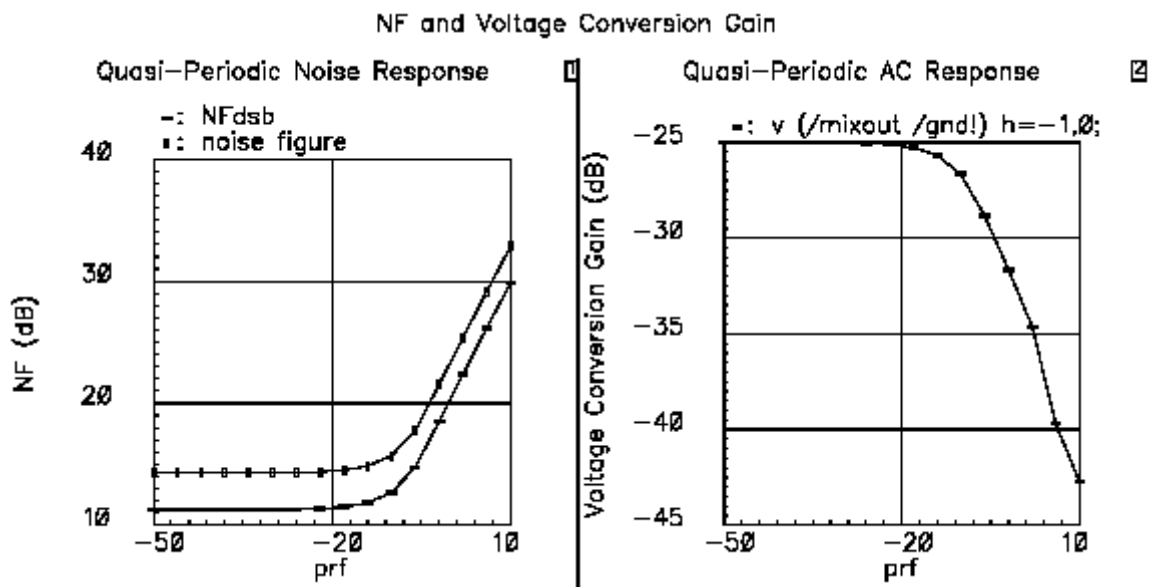 NF and Voltage Conversion Gain
Quasi-Periodic Noise Response
1
-: NFdsb
▪: noise figure
NF (dB)
40
30
20
10
-50
-20
10
prf
Quasi-Periodic AC Response
2
-: v (/mixout /gnd!) h=-1,0;
Voltage Conversion Gain (dB)
-25
-30
-35
-40
-45
-50
-20
10
prf